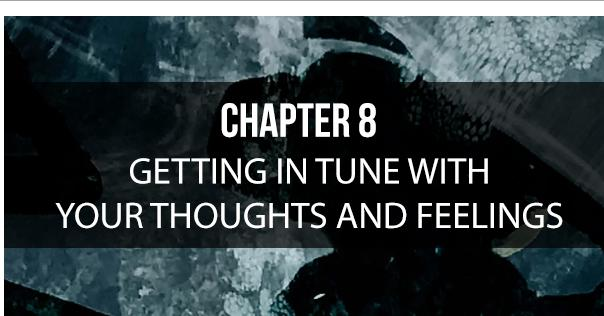 CHAPTER 8
GETTING IN TUNE WITH
YOUR THOUGHTS AND FEELINGS